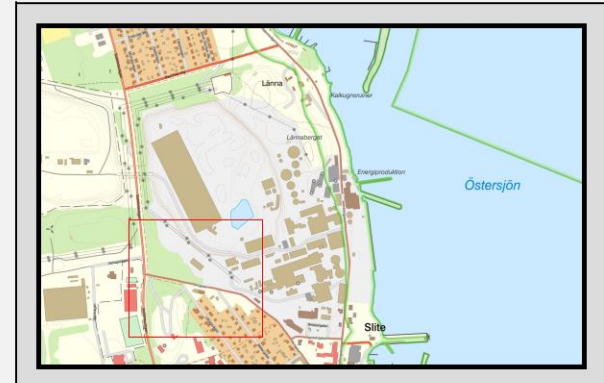 Länna
Kalkugnsruiner
Lännaberget
Energiproduktion
Östersjön
Slite